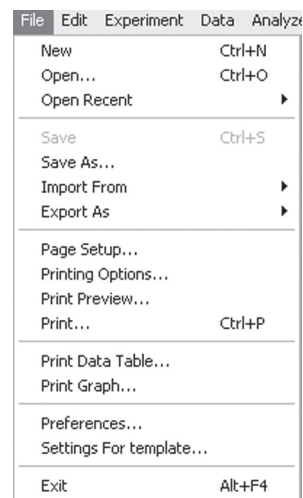 File Edit Experiment Data Analyze
New Ctrl+N
Open... Ctrl+O
Open Recent
Save Ctrl+S
Save As...
Import From
Export As
Page Setup...
Printing Options...
Print Preview...
Print... Ctrl+P
Print Data Table...
Print Graph...
Preferences...
Settings For template...
Exit Alt+F4